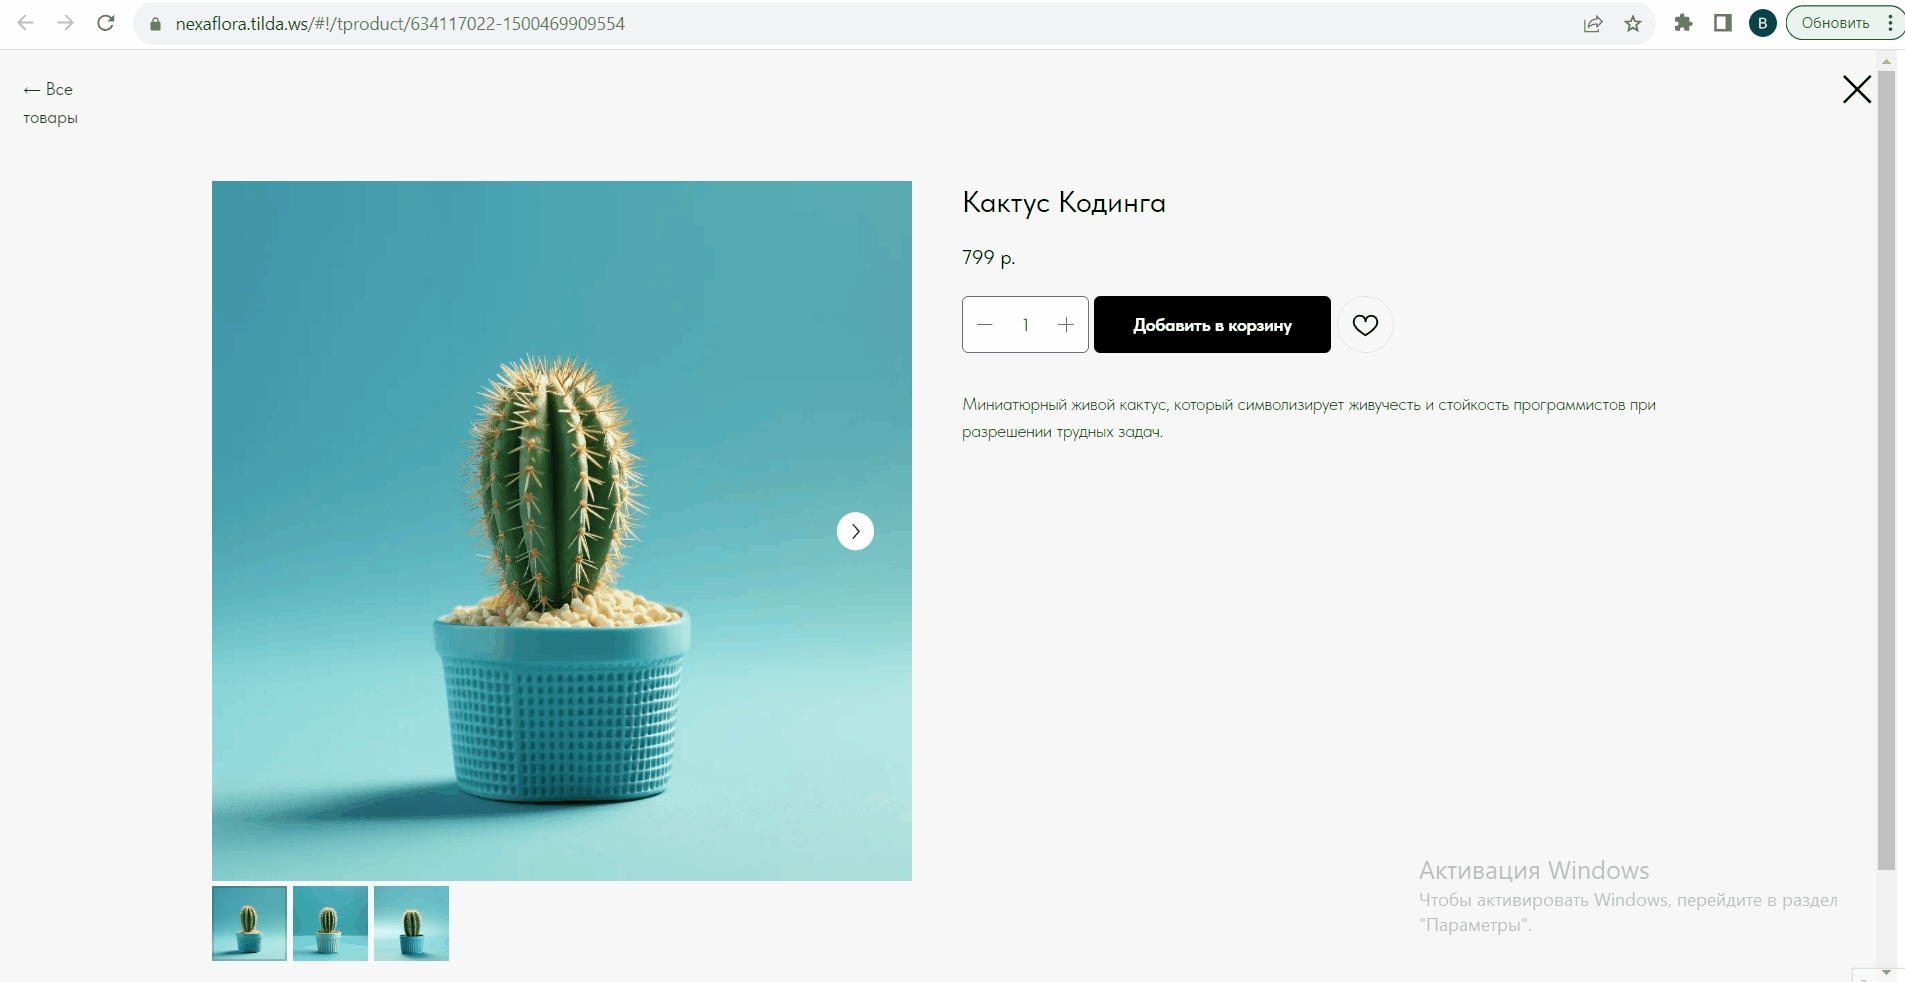 nexaflora.tilda.ws/#!/tproduct/634117022-1500469909554
B
Обновить
← Все
товары
Кактус Кодинга
799 р.
1
Добавить в корзину
Миниатюрный живой кактус, который символизирует живучесть и стойкость программистов при
разрешении трудных задач.
Активация Windows
Чтобы активировать Windows, перейдите в раздел
"Параметры".